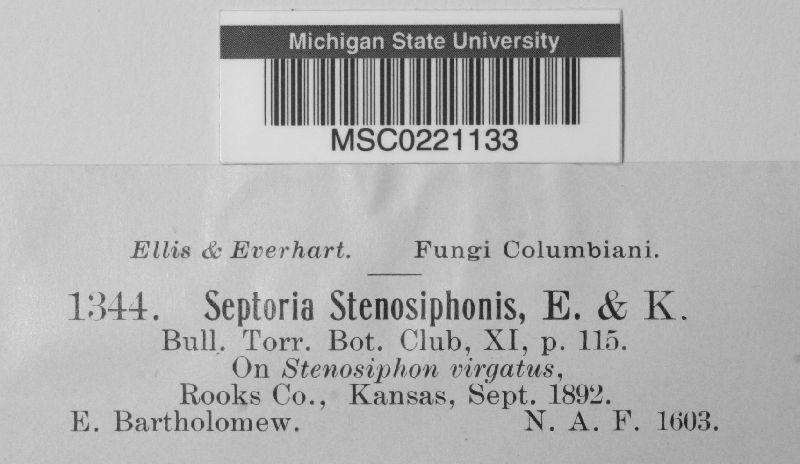 Michigan State University
MSC0221133
Ellis & Everhart. Fungi Columbiani.
1344. Septoria Stenosiphonis, E. & K.
Bull. Torr. Bot. Club, XI, p. 115.
On Stenosiphon virgatus,
Rooks Co., Kansas, Sept. 1892.
E. Bartholomew. N. A. F. 1603.